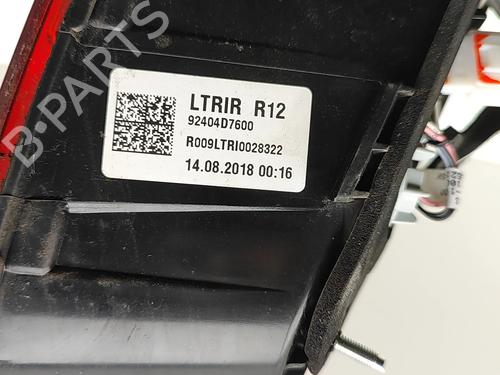 B-PARTS
LTRIR R12
92404D7600
R009LTRI0028322
14.08.2018 00:16